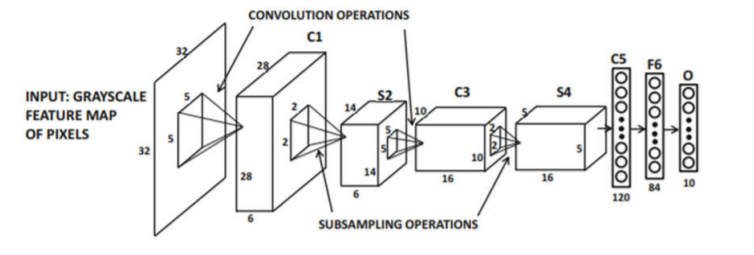 CONVOLUTION OPERATIONS
32
C1
28
C5
F6
O
5
2
14
S2
10
C3
5
S4
INPUT: GRAYSCALE
FEATURE MAP
OF PIXELS
5
32
2
28
5
5
14
2
2
10
5
6
6
16
16
120
84
10
SUBSAMPLING OPERATIONS